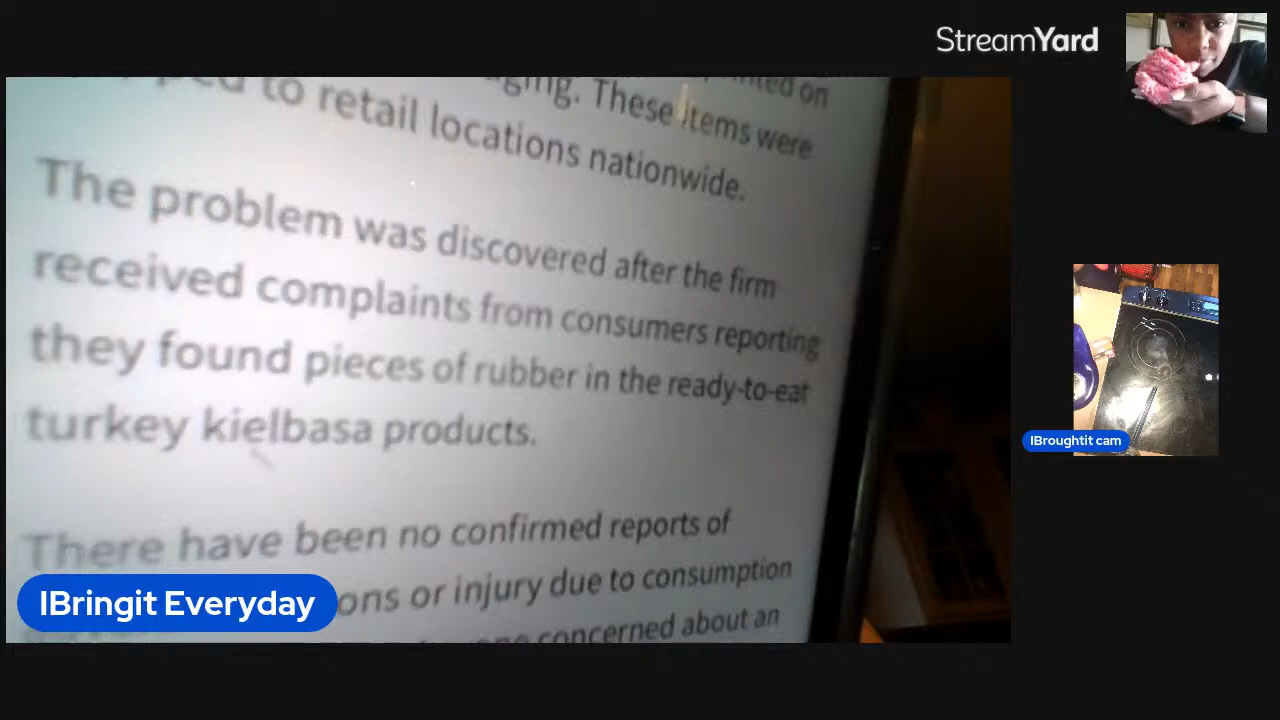 StreamYard
on
These items were
to retail locations nationwide.
The problem was discovered after the firm
received complaints from consumers reporting
they found pieces of rubber in the ready-to-eat
turkey kielbasa products.
There have been no confirmed reports of
or injury due to consumption
concerned about an
IBringit Everyday
IBroughtit cam